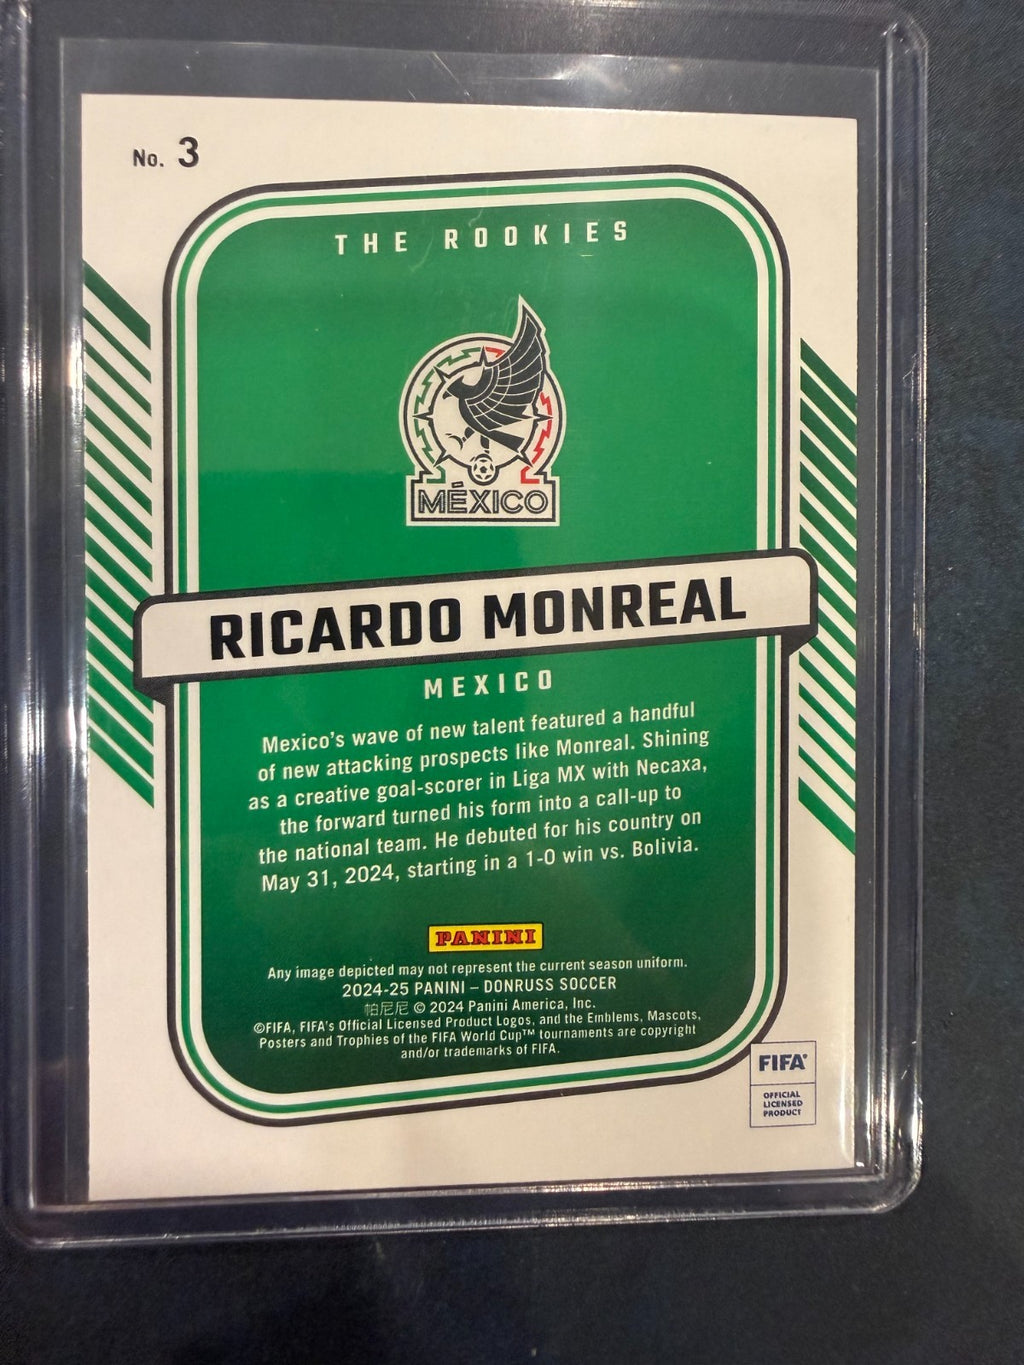 No. 3
THE ROOKIES
MÉXICO
RICARDO MONREAL
MEXICO
Mexico's wave of new talent featured a handful
of new attacking prospects like Monreal. Shining
as a creative goal-scorer in Liga MX with Necaxa,
the forward turned his form into a call-up to
the national team. He debuted for his country on
May 31, 2024, starting in a 1-0 win vs. Bolivia.
PANINI
Any image depicted may not represent the current season uniform.
2024-25 PANINI – DONRUSS SOCCER
帕尼尼 © 2024 Panini America, Inc.
©FIFA, FIFA's Official Licensed Product Logos, and the Emblems, Mascots,
Posters and Trophies of the FIFA World Cup™ tournaments are copyright
and/or trademarks of FIFA.
FIFA®
OFFICIAL
LICENSED
PRODUCT